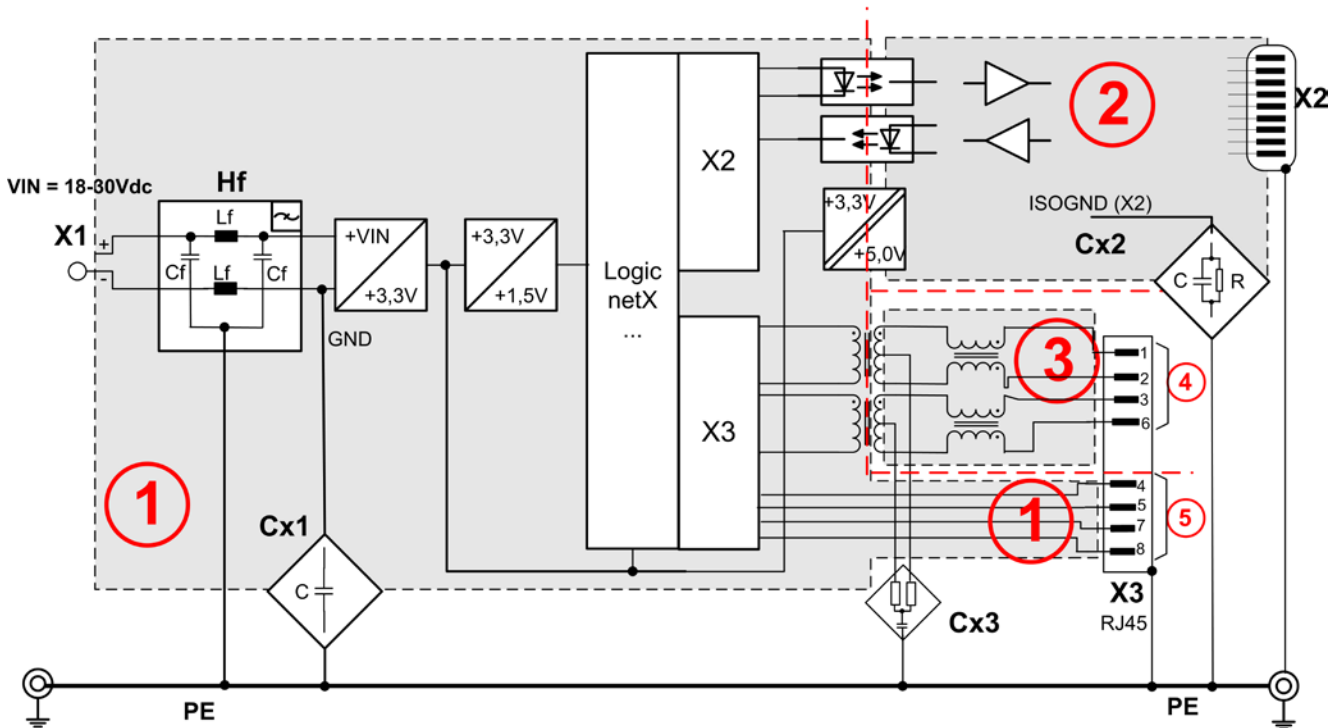 VIN = 18-30Vdc
Hf
X1
+
-
Lf
Cf
Lf
Cf
+VIN
+3,3V
GND
+3,3V
+1,5V
Logic
netX
...
X2
X3
+3,3V
+5,0V
2
X2
ISOGND (X2)
Cx2
C
R
3
1
2
3
6
4
1
4
5
7
8
5
X3
RJ45
1
Cx1
C
Cx3
PE
PE